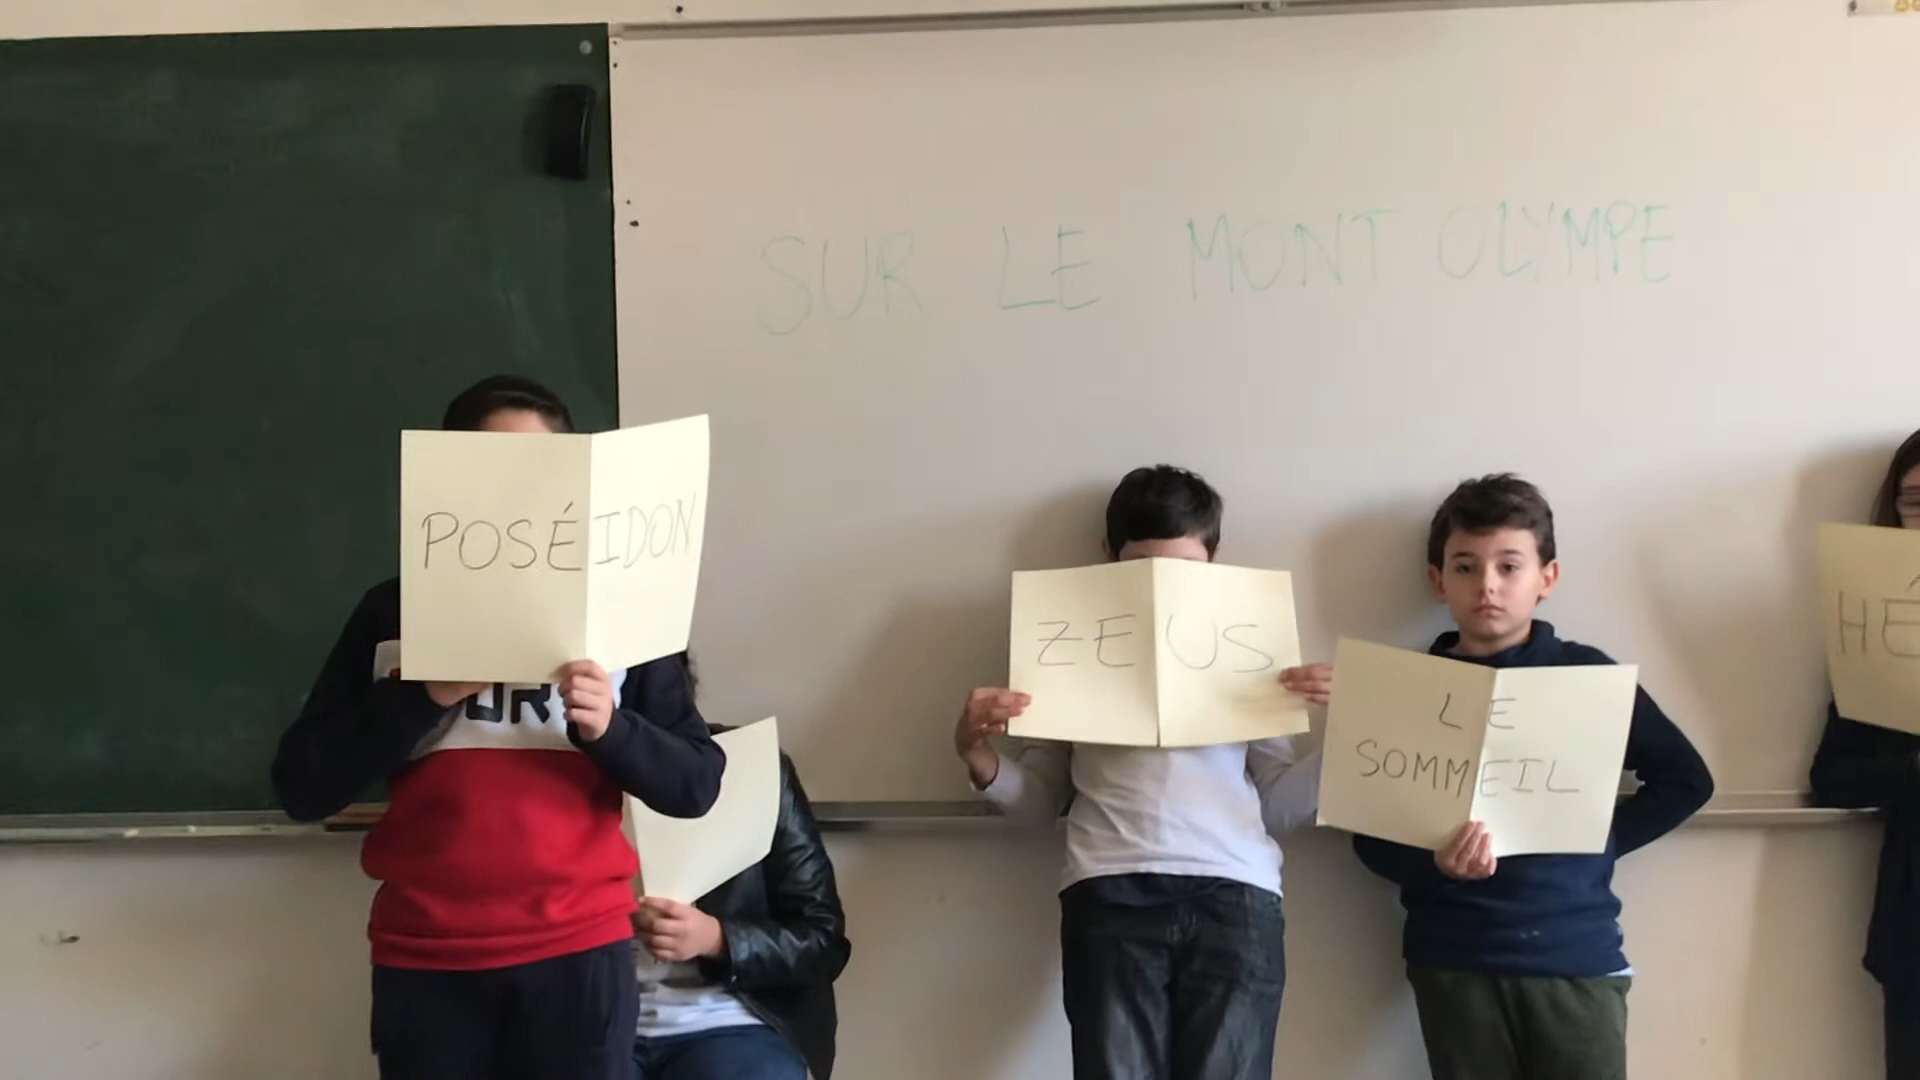 SUR LE MONT OLYMPE
POSÉIDON
ZEUS
LE
SOMMEIL